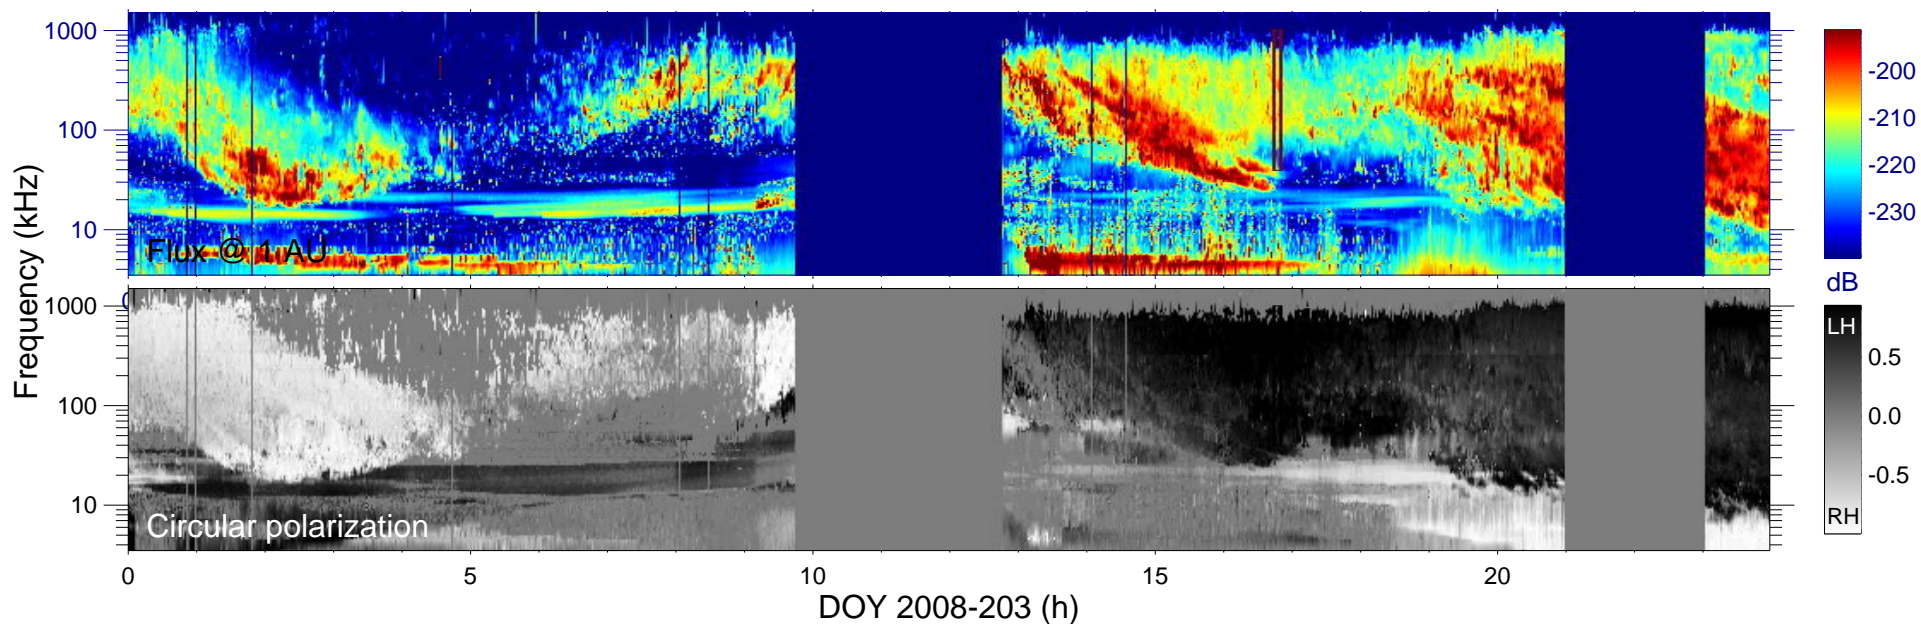 1000
100
10
Flux @ 1 AU
-200
-210
-220
-230
dB
Frequency (kHz)
0
1000
100
10
Circular polarization
LH
0.5
0.0
-0.5
RH
0 5 10 15 20
DOY 2008-203 (h)